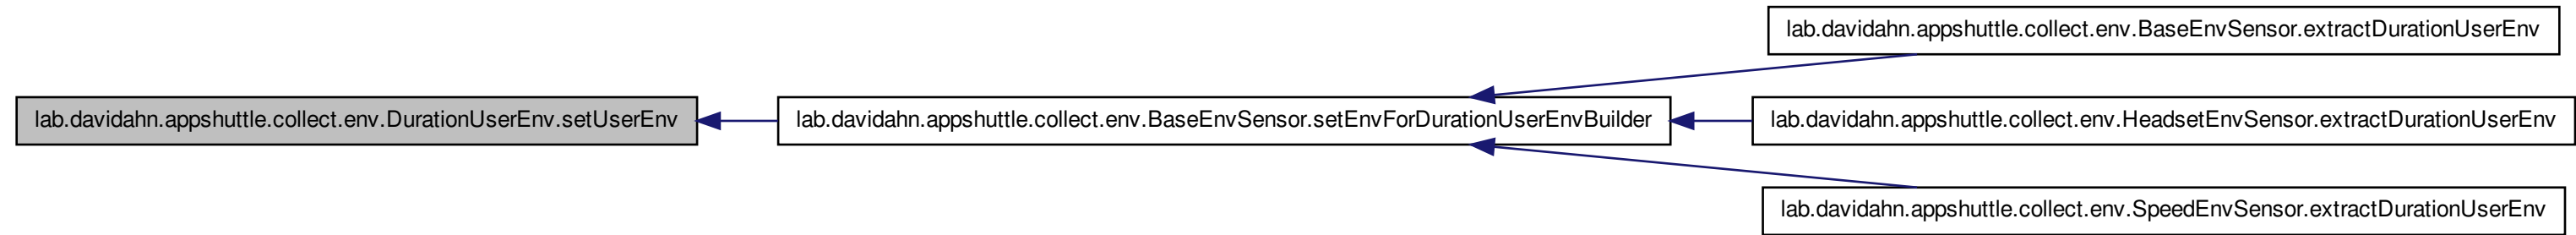 lab.davidahn.appshuttle.collect.env.BaseEnvSensor.extractDurationUserEnv
lab.davidahn.appshuttle.collect.env.DurationUserEnv.setUserEnv
lab.davidahn.appshuttle.collect.env.BaseEnvSensor.setEnvForDurationUserEnvBuilder
lab.davidahn.appshuttle.collect.env.HeadsetEnvSensor.extractDurationUserEnv
lab.davidahn.appshuttle.collect.env.SpeedEnvSensor.extractDurationUserEnv